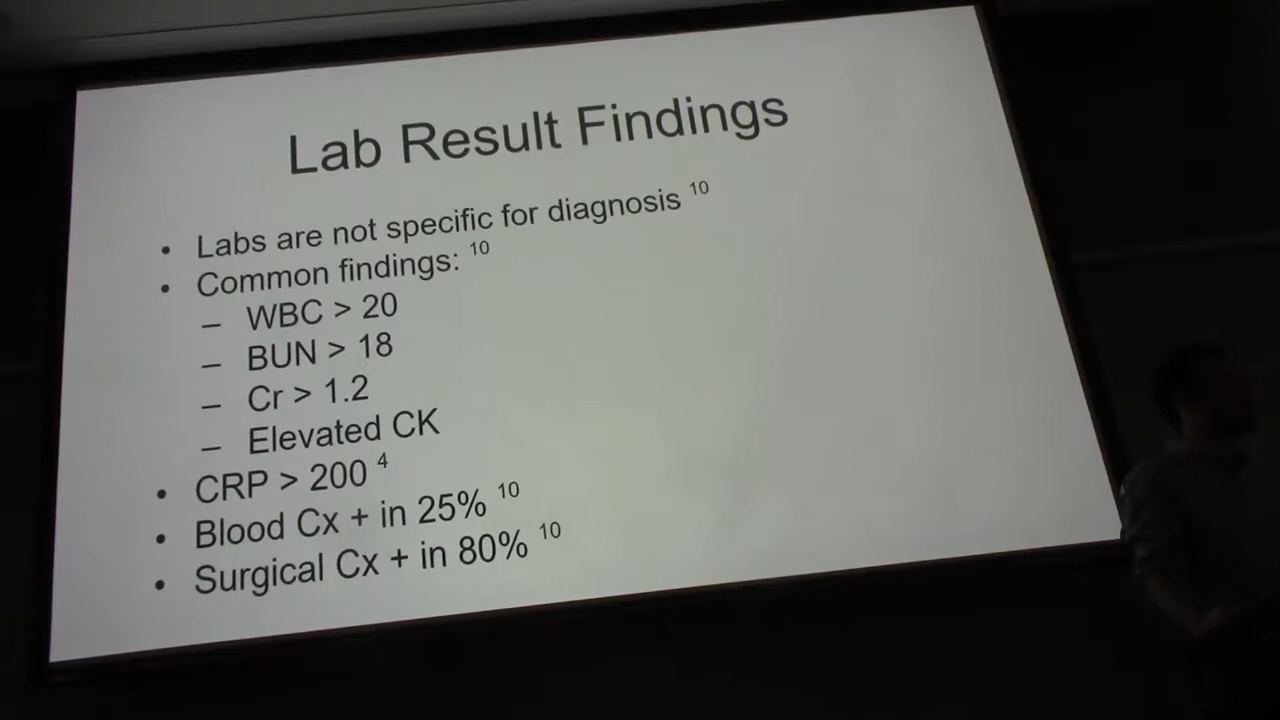 Lab Result Findings
• Labs are not specific for diagnosis 10
• Common findings: 10
– WBC > 20
– BUN > 18
– Cr > 1.2
– Elevated CK
• CRP > 200 4
• Blood Cx + in 25% 10
• Surgical Cx + in 80% 10